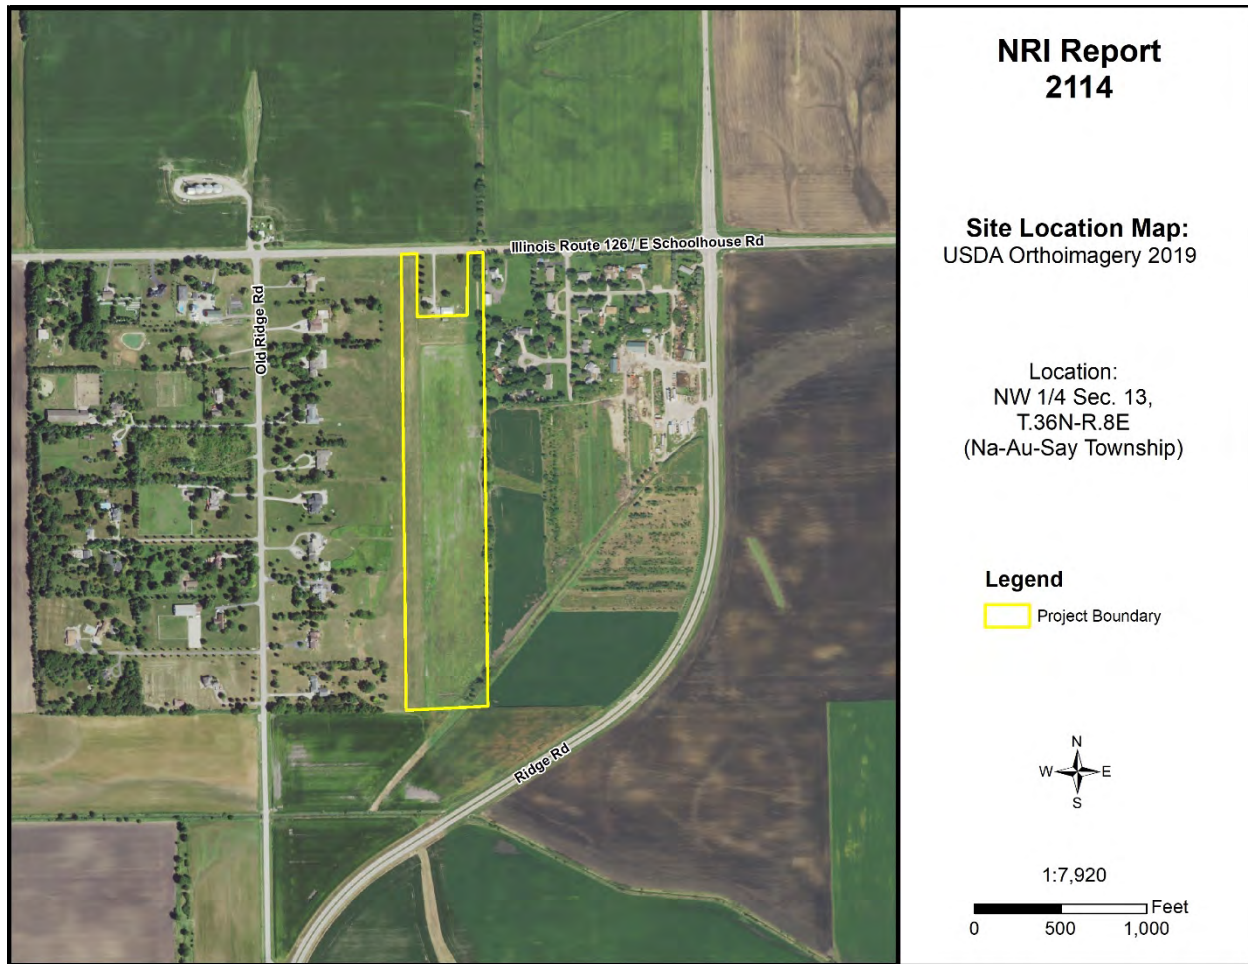 NRI Report
2114
Site Location Map:
USDA Orthoimagery 2019
Location:
NW 1/4 Sec. 13,
T.36N-R.8E
(Na-Au-Say Township)
Legend
Project Boundary
N
W E
S
1:7,920
Feet
0 500 1,000
Illinois Route 126 / E Schoolhouse Rd
Old Ridge Rd
Ridge Rd